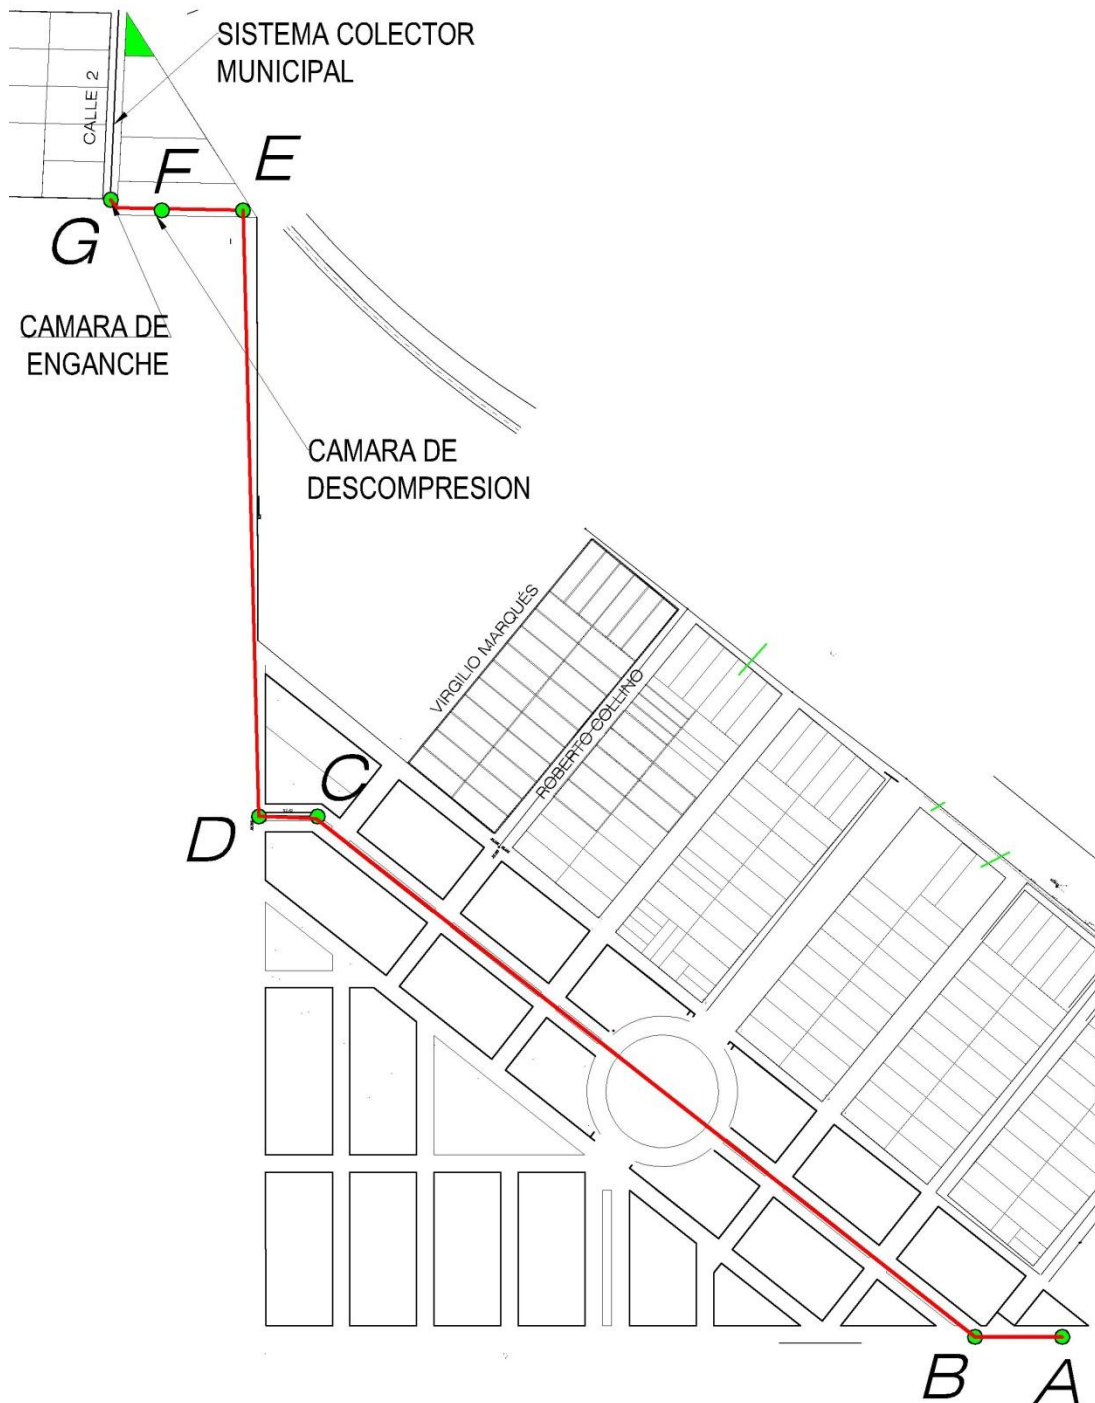 SISTEMA COLECTOR
MUNICIPAL
CALLE 2
F
E
G
CAMARA DE
ENGANCHE
CAMARA DE
DESCOMPRESION
VIRGILIO MARQUÉS
ROBERTO COLLINO
C
D
B
A